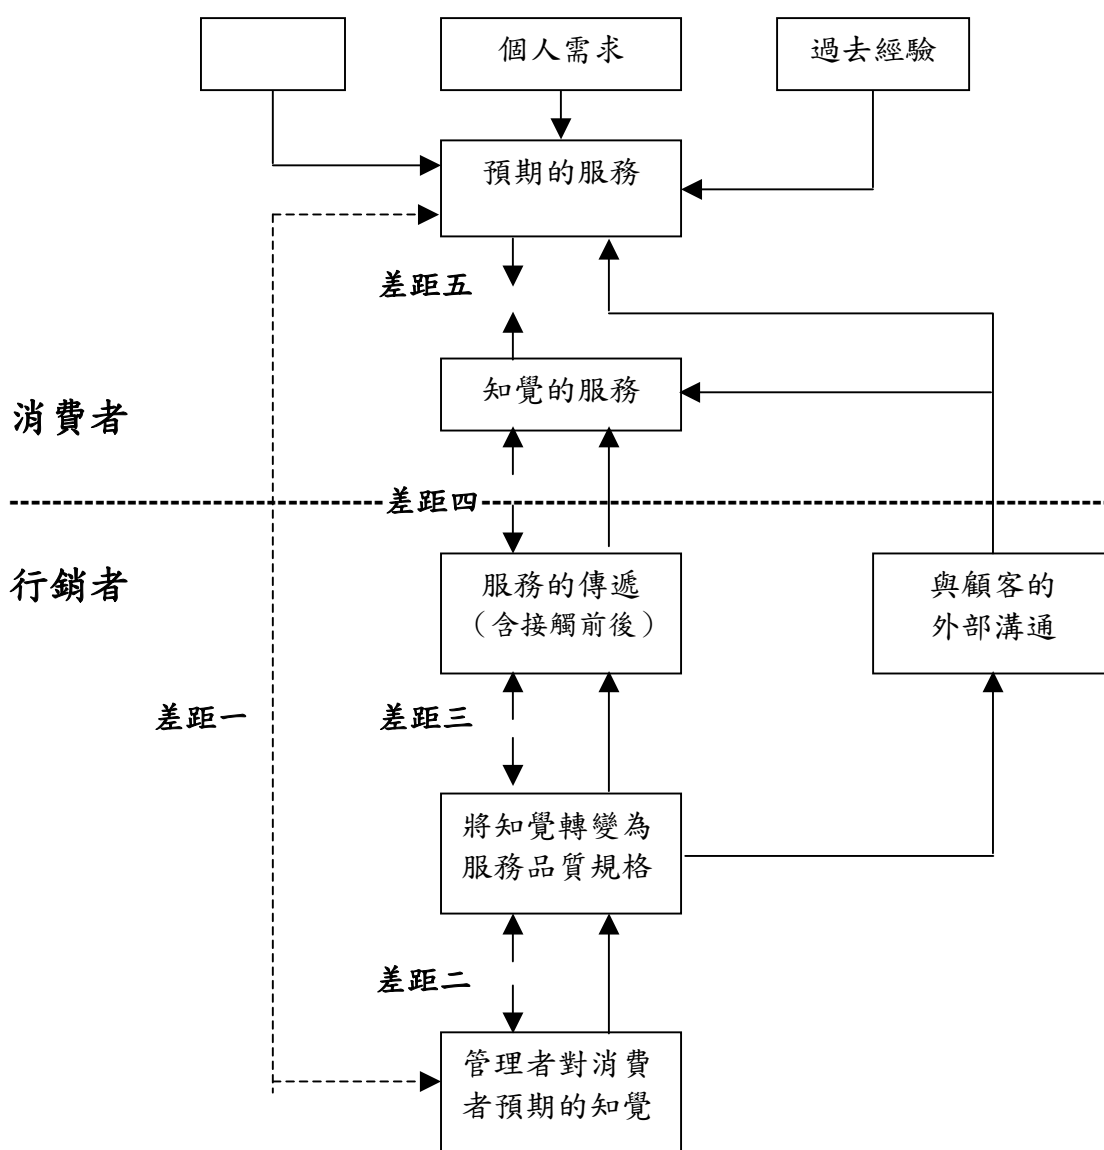 個人需求
過去經驗
預期的服務
差距五
知覺的服務
消費者
差距四
行銷者
服務的傳遞
（含接觸前後）
與顧客的
外部溝通
差距一
差距三
將知覺轉變為
服務品質規格
差距二
管理者對消費
者預期的知覺